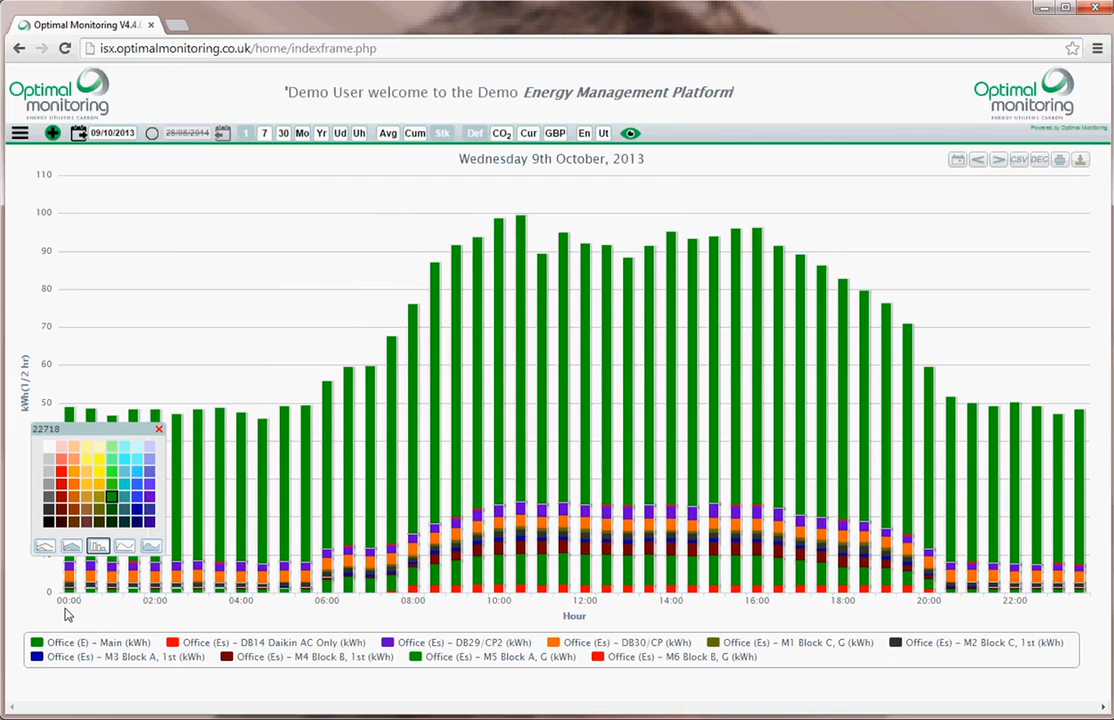 Optimal Monitoring V4.4.
isx.optimalmonitoring.co.uk/home/indexframe.php
Optimal
monitoring
ENERGY UTILITIES CARBON
'Demo User welcome to the Demo Energy Management Platform'
Optimal
monitoring
ENERGY UTILITIES CARBON
Powered by Optimal Monitoring
09/10/2013 28/08/2014 1 7 30 Mo Yr Ud Uh Avg Cum Stk Def CO2 Cur GBP En Ut
Wednesday 9th October, 2013
CSV DEC
110
100
90
80
70
60
50
0
kWh(1/2 hr)
22718
00:00 02:00 04:00 06:00 08:00 10:00 12:00 14:00 16:00 18:00 20:00 22:00
Hour
Office (E) - Main (kWh) Office (Es) - DB14 Daikin AC Only (kWh) Office (Es) - DB29/CP2 (kWh) Office (Es) - DB30/CP (kWh) Office (Es) - M1 Block C, G (kWh) Office (Es) - M2 Block C, 1st (kWh)
Office (Es) - M3 Block A, 1st (kWh) Office (Es) - M4 Block B, 1st (kWh) Office (Es) - M5 Block A, G (kWh) Office (Es) - M6 Block B, G (kWh)